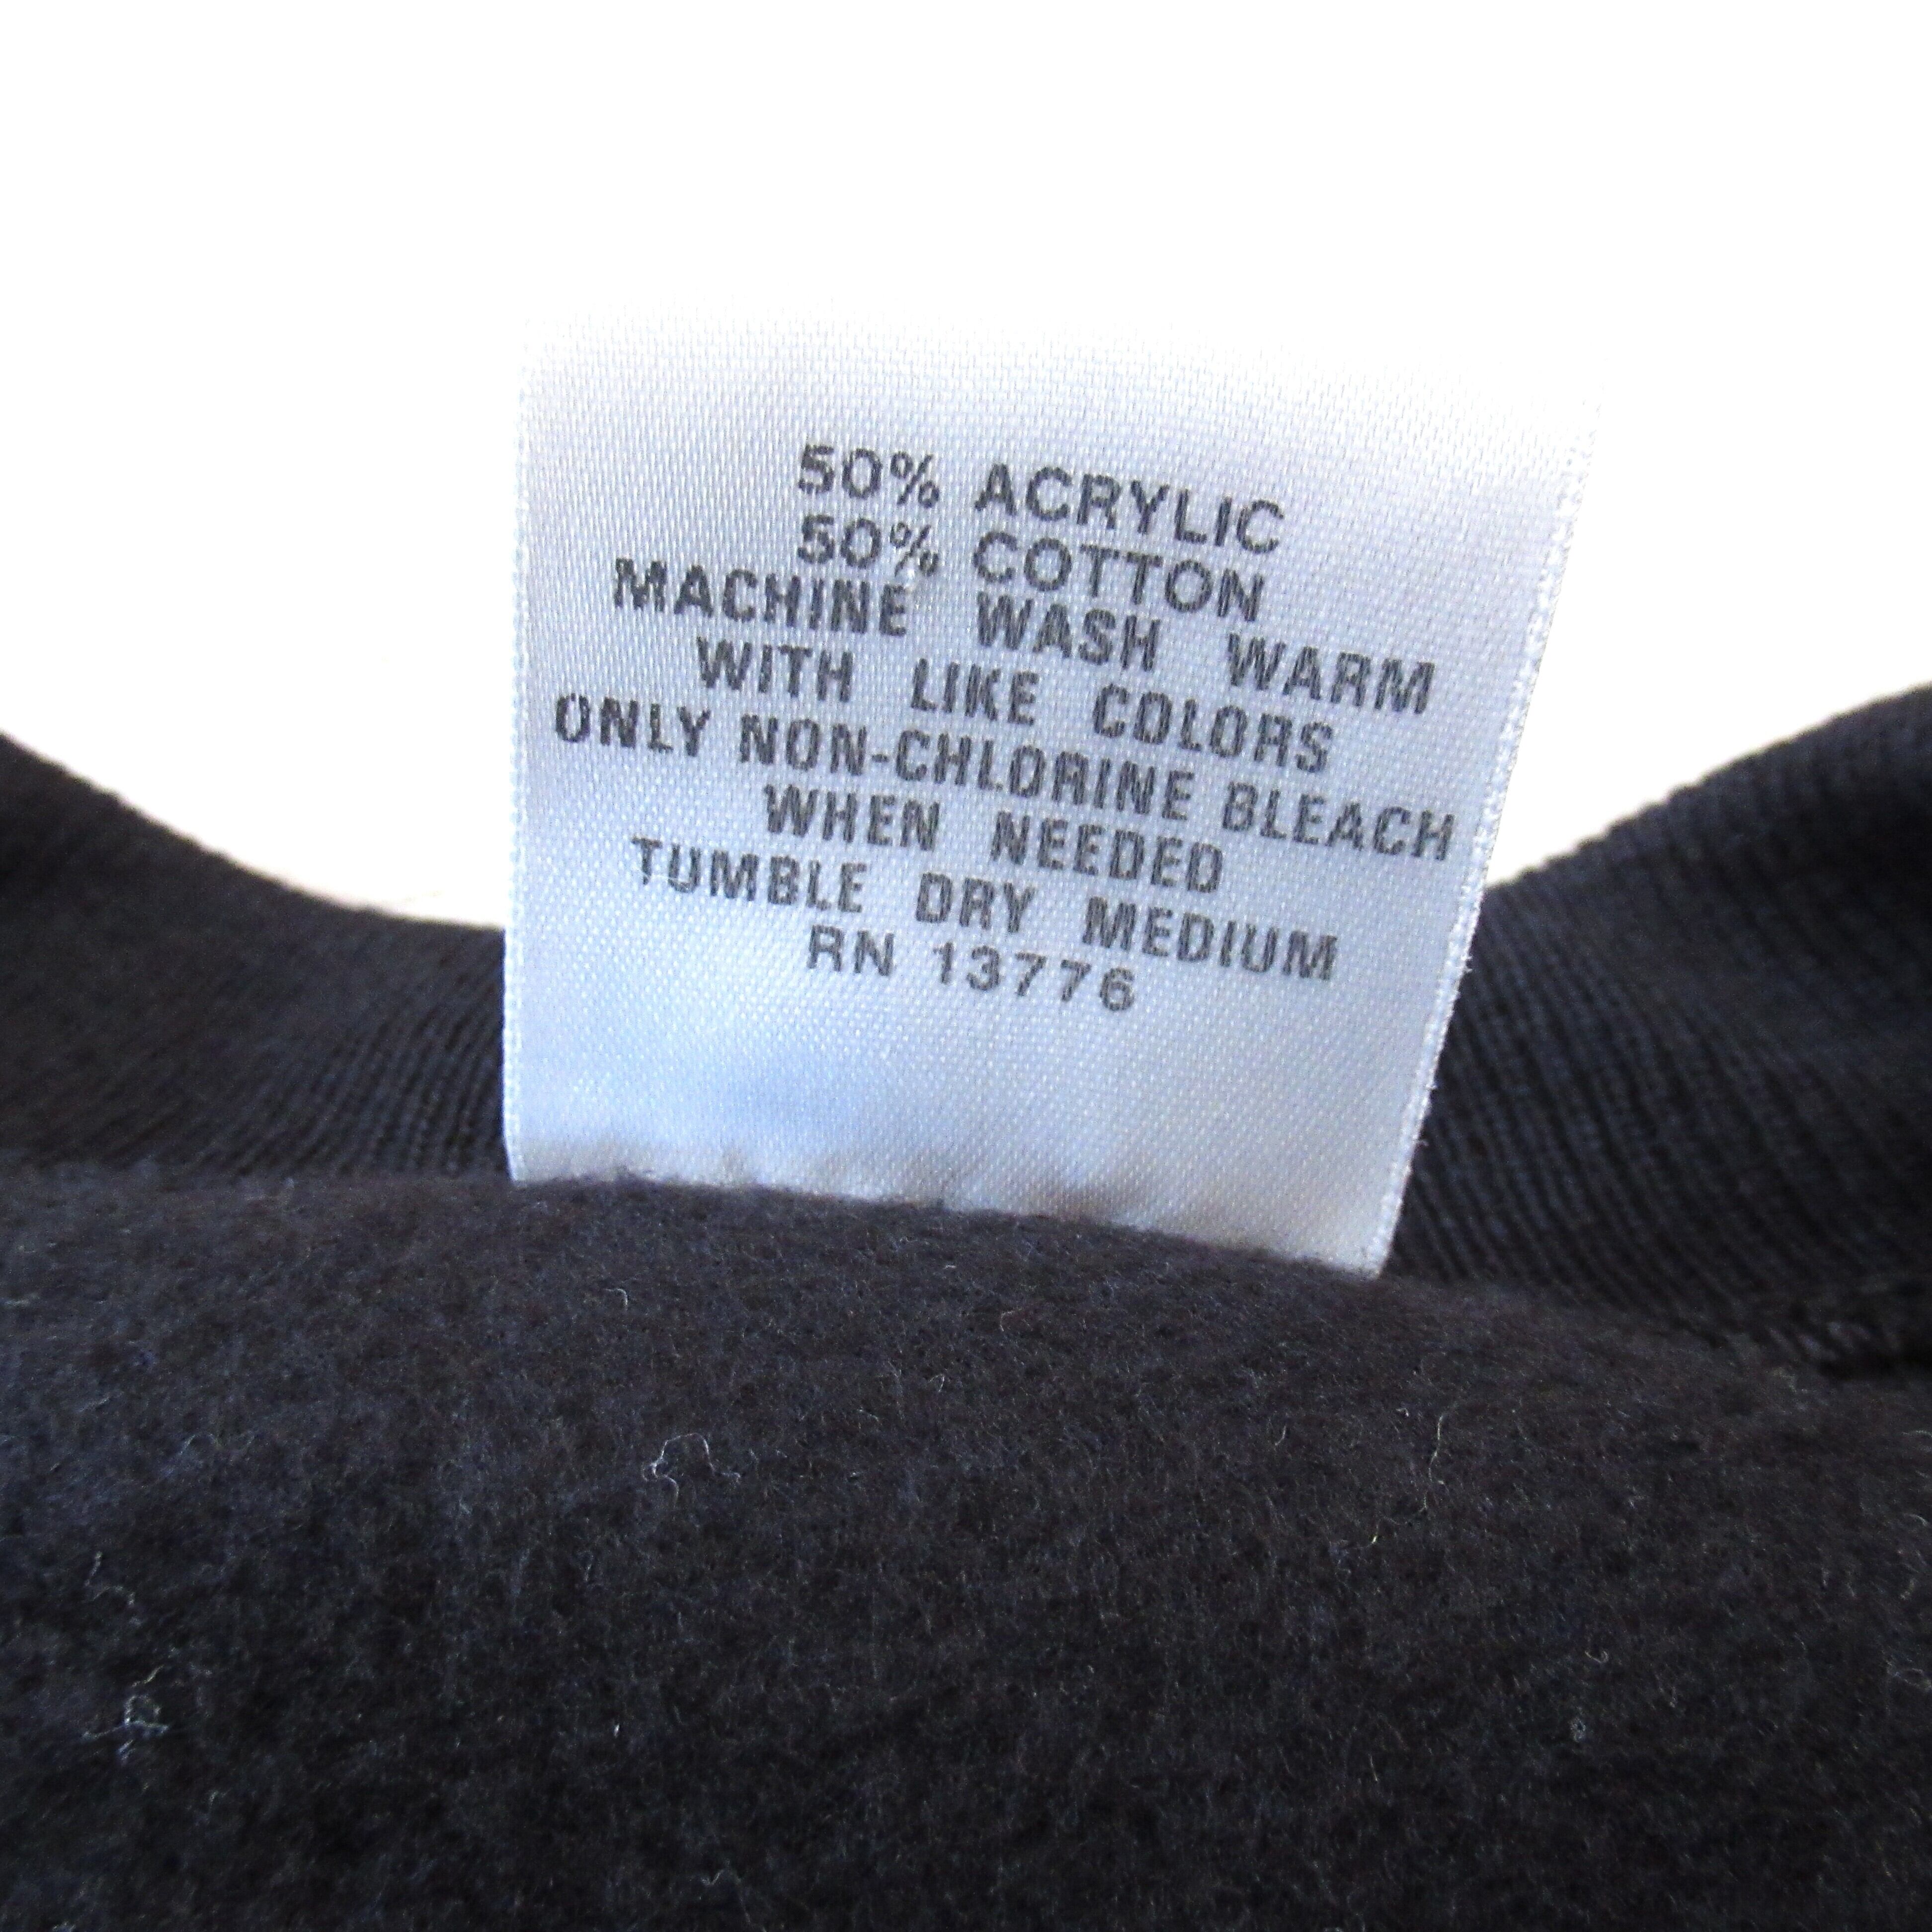 50% ACRYLIC
50% COTTON
MACHINE WASH WARM
WITH LIKE COLORS
ONLY NON-CHLORINE BLEACH
WHEN NEEDED
TUMBLE DRY MEDIUM
RN 13776